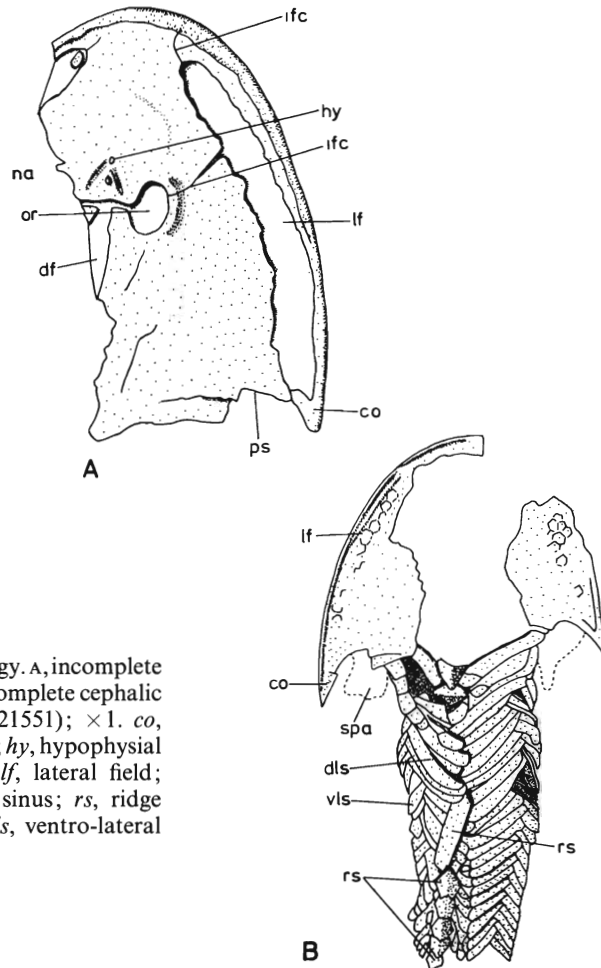 ifc
hy
na
ifc
or
lf
df
co
ps
A
lf
gy. A, incomplete
omplete cephalic
21551); ×1. co,
; hy, hypophysial
lf, lateral field;
sinus; rs, ridge
ls, ventro-lateral
co
spa
dls
vls
rs
rs
B